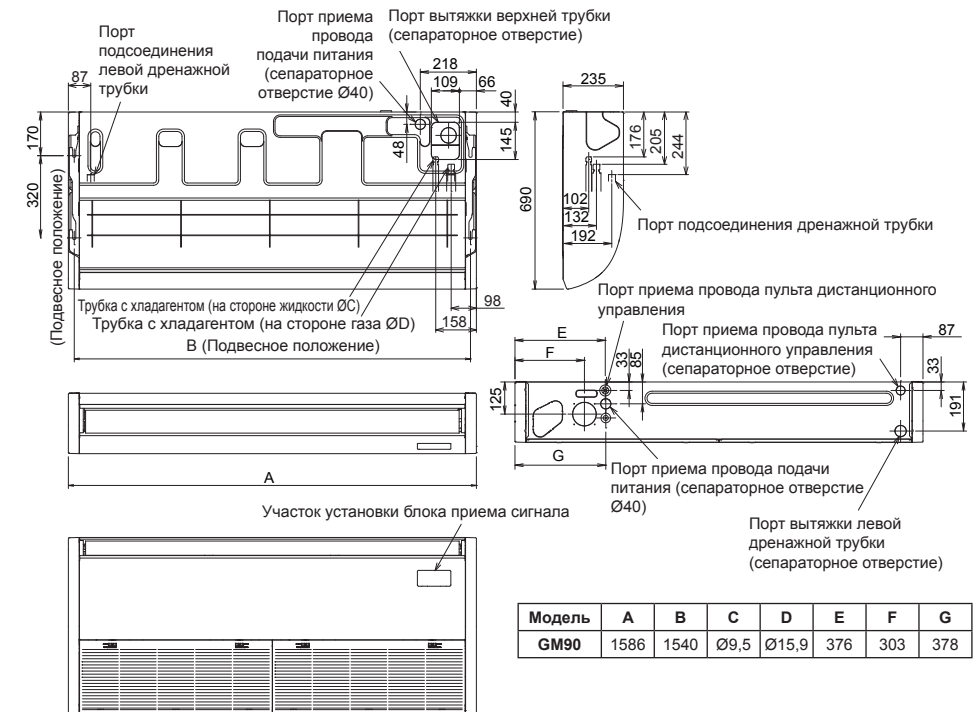 Порт
подсоединения
левой дренажной
трубки
Порт приема
провода
подачи питания
(сепараторное
отверстие Ø40)
Порт вытяжки верхней трубки
(сепараторное отверстие)
87
218
109
66
40
170
48
145
320
(Подвесное положение)
Трубка с хладагентом (на стороне жидкости ØC)
Трубка с хладагентом (на стороне газа ØD)
98
158
B (Подвесное положение)
235
176
205
244
690
102
132
192
Порт подсоединения дренажной трубки
Порт приема провода пульта дистанционного
управления
Порт приема провода пульта
дистанционного управления
(сепараторное отверстие)
E
F
33
85
87
33
125
191
G
Порт приема провода подачи
питания (сепараторное отверстие
Ø40)
Порт вытяжки левой
дренажной трубки
(сепараторное отверстие)
A
Участок установки блока приема сигнала
Модель A B C D E F G
GM90 1586 1540 Ø9,5 Ø15,9 376 303 378